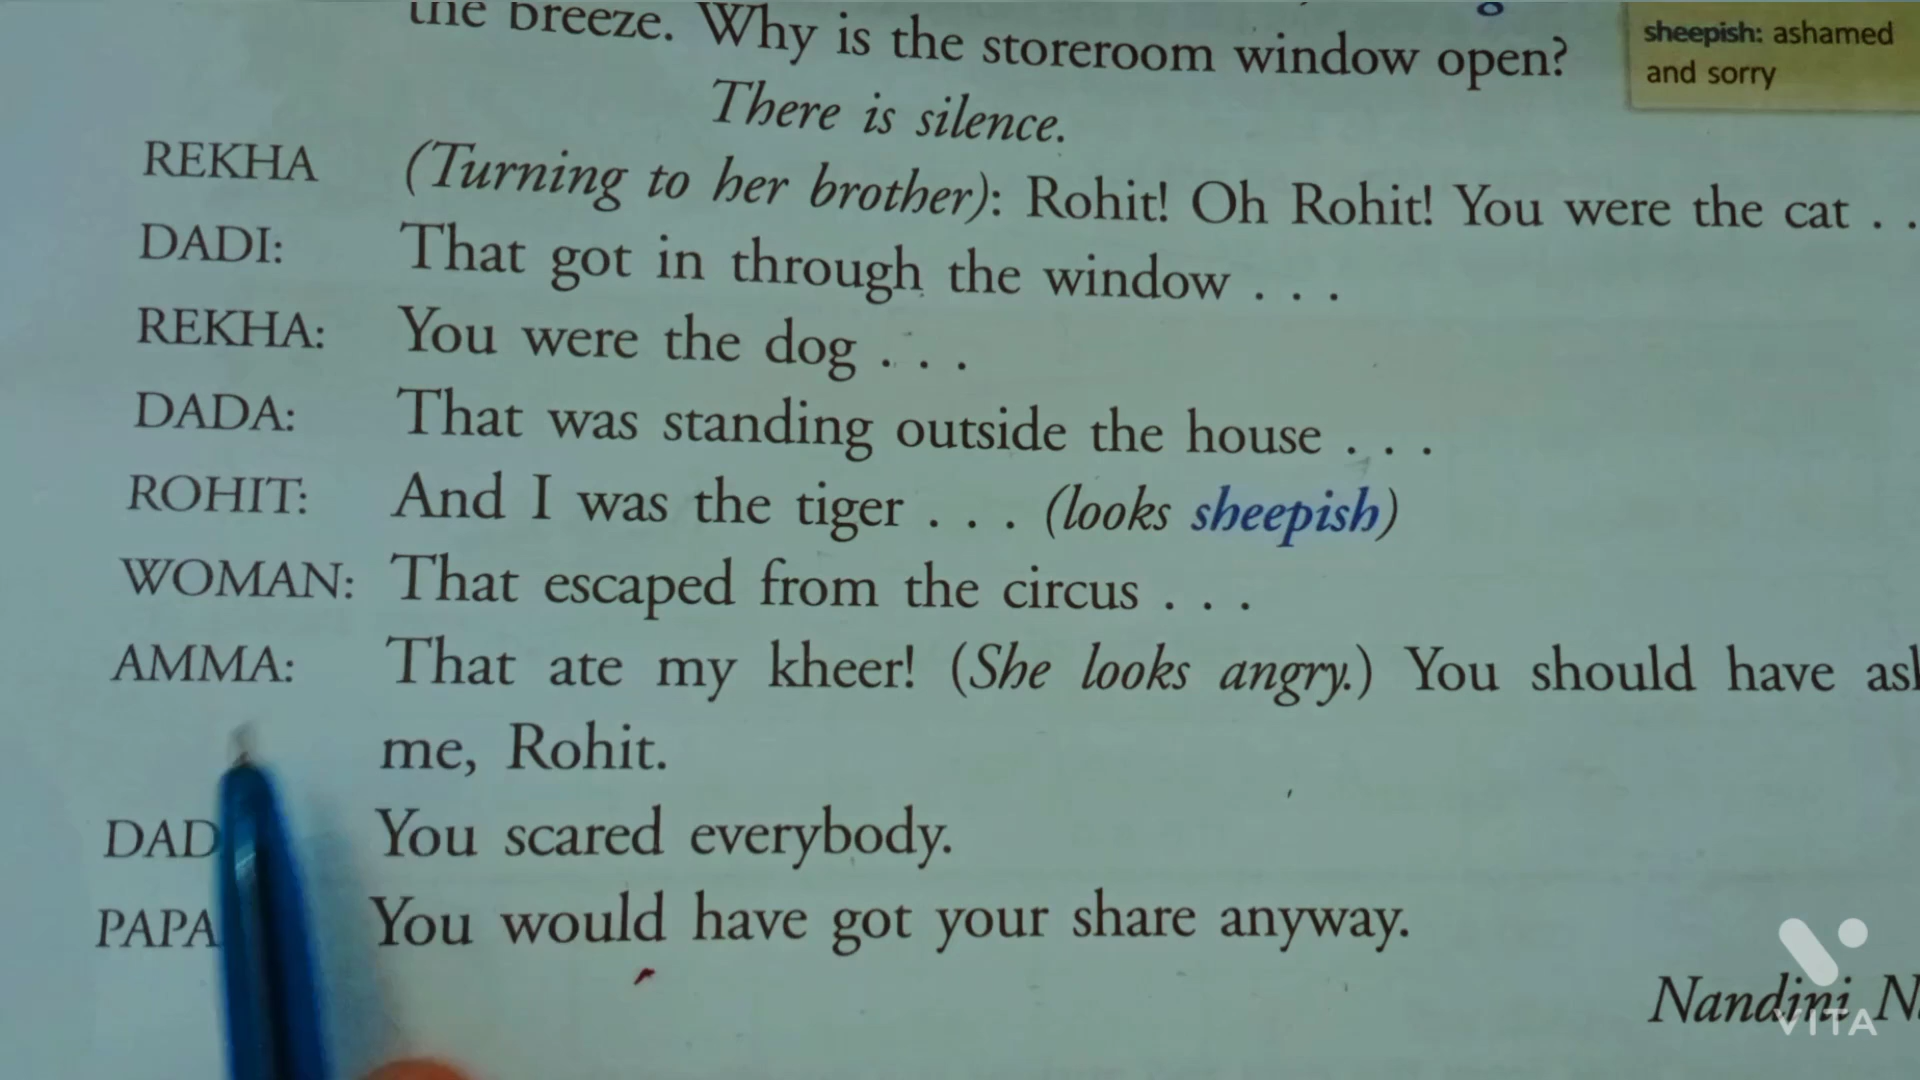 the breeze. Why is the storeroom window open?
sheepish: ashamed
and sorry
There is silence.
REKHA (Turning to her brother): Rohit! Oh Rohit! You were the cat . .
DADI: That got in through the window . . .
REKHA: You were the dog . . .
DADA: That was standing outside the house . . .
ROHIT: And I was the tiger . . . (looks sheepish)
WOMAN: That escaped from the circus . . .
AMMA: That ate my kheer! (She looks angry.) You should have
me, Rohit.
DAD You scared everybody.
PAPA You would have got your share anyway.
Nandini
VITA